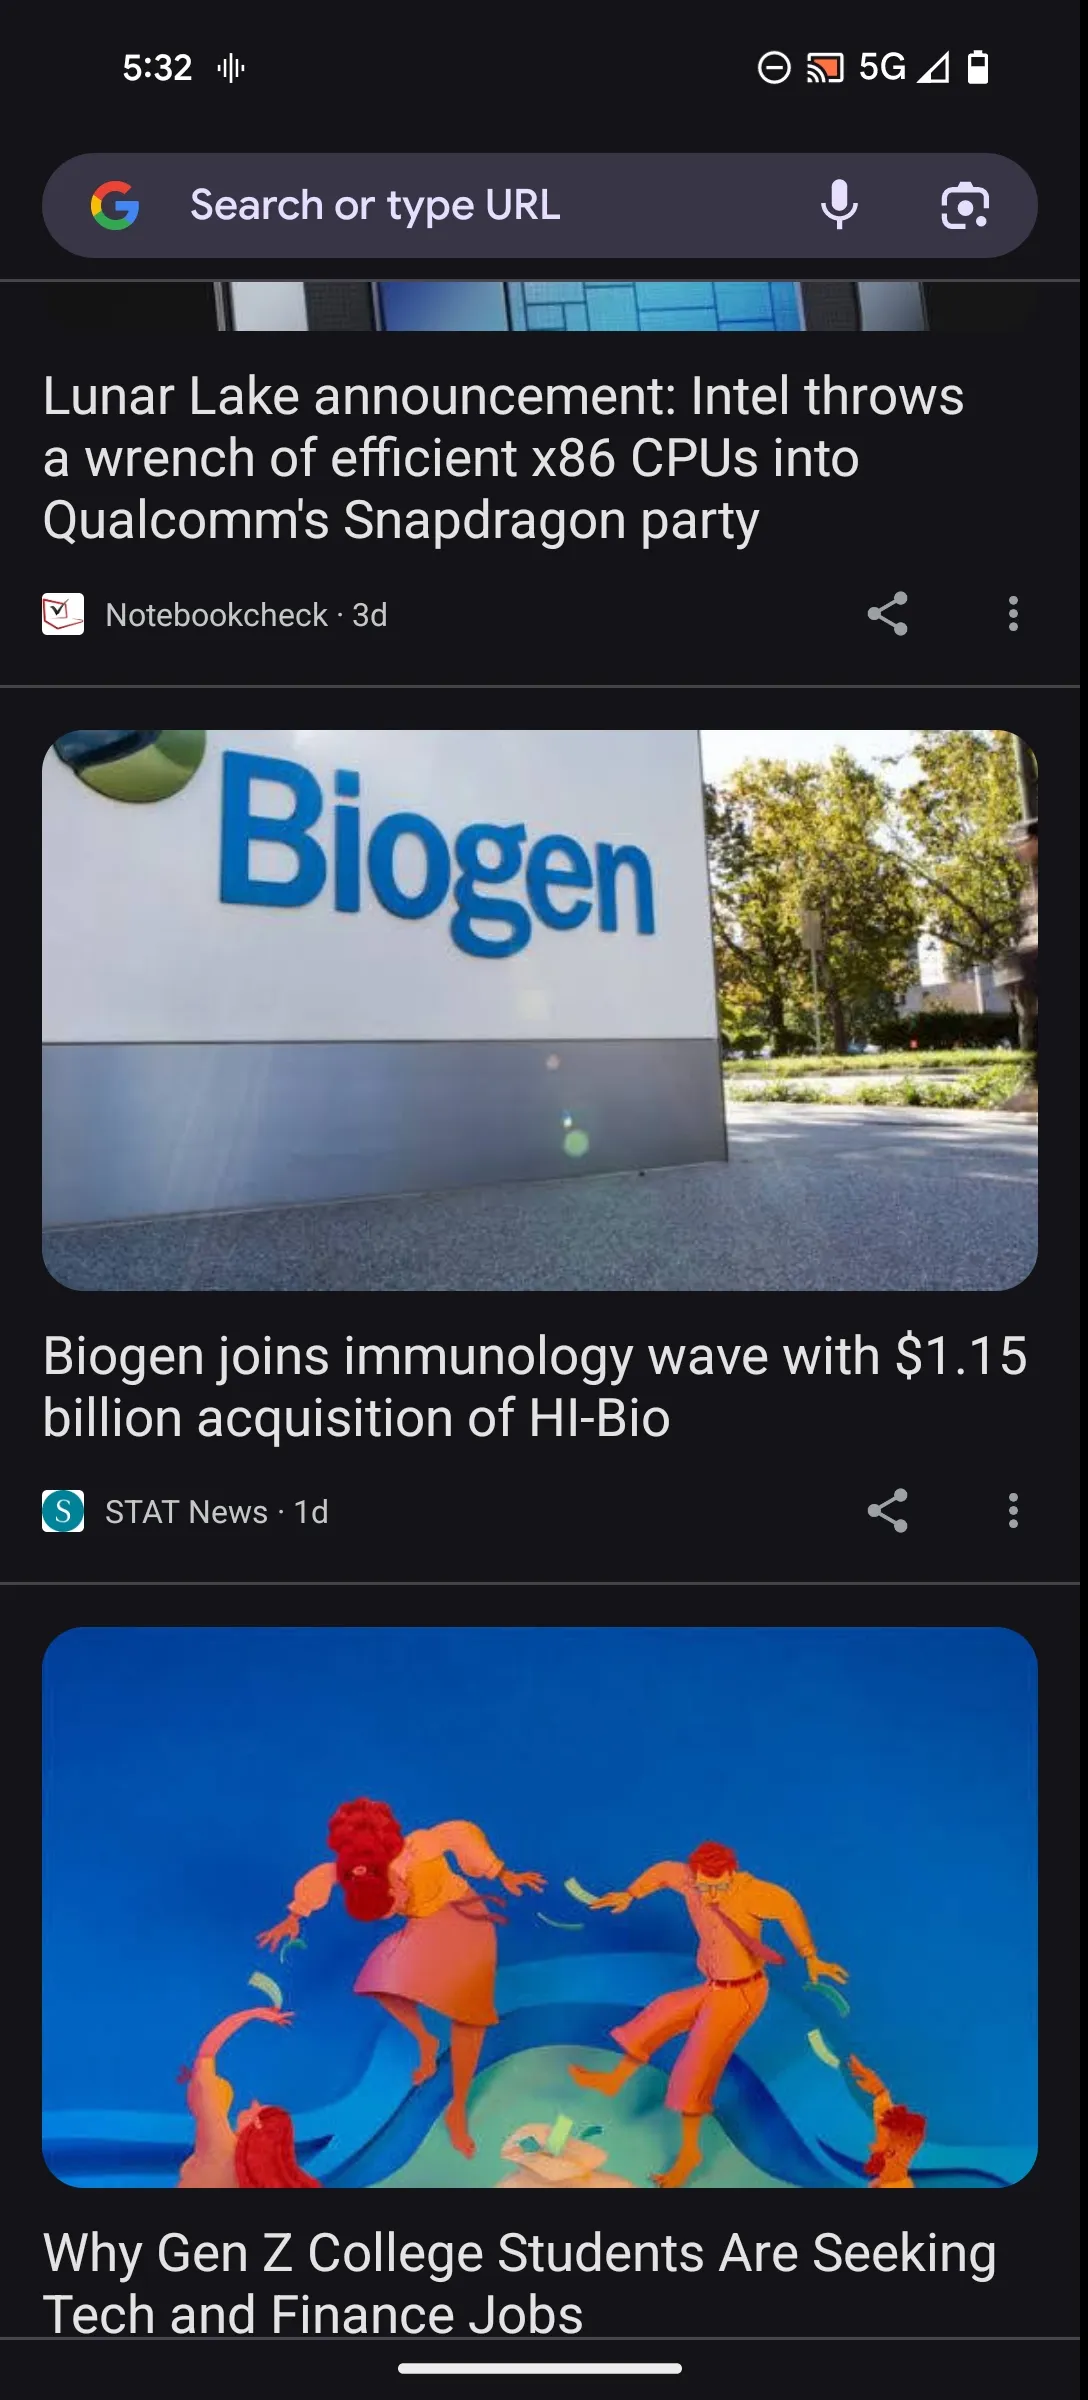 5:32
5G
Search or type URL
Lunar Lake announcement: Intel throws
a wrench of efficient x86 CPUs into
Qualcomm's Snapdragon party
Notebookcheck · 3d
Biogen
Biogen joins immunology wave with $1.15
billion acquisition of HI-Bio
S
STAT News · 1d
Why Gen Z College Students Are Seeking
Tech and Finance Jobs